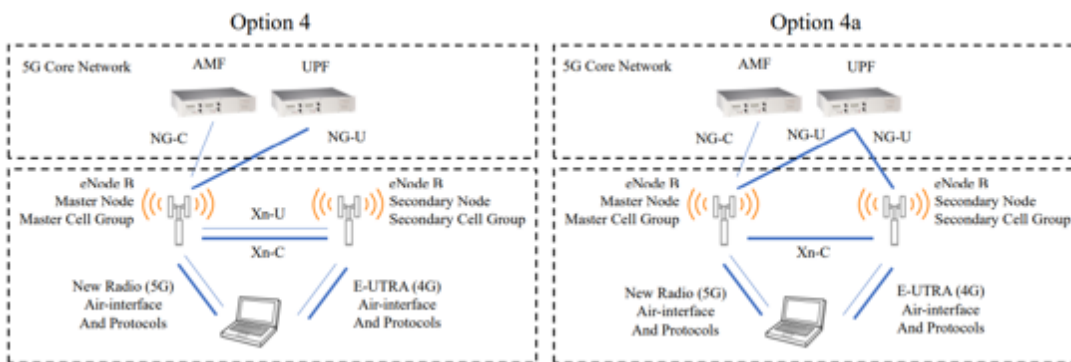 Option 4
5G Core Network
AMF
UPF
NG-C
NG-U
eNode B
Master Node
Master Cell Group
eNode B
Secondary Node
Secondary Cell Group
Xn-U
Xn-C
New Radio (5G)
Air-interface
And Protocols
E-UTRA (4G)
Air-interface
And Protocols
Option 4a
5G Core Network
AMF
UPF
NG-C
NG-U
NG-U
eNode B
Master Node
Master Cell Group
eNode B
Secondary Node
Secondary Cell Group
Xn-C
New Radio (5G)
Air-interface
And Protocols
E-UTRA (4G)
Air-interface
And Protocols